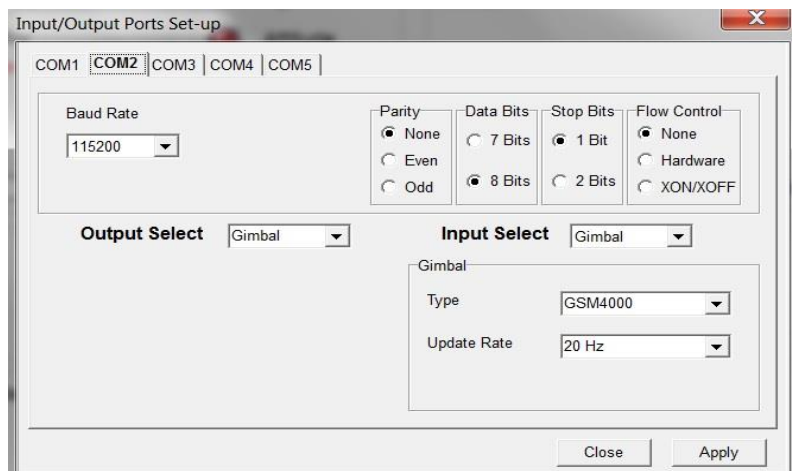 Input/Output Ports Set-up
COM1 COM2 COM3 COM4 COM5
Baud Rate
115200
Parity
None
Even
Odd
Data Bits
7 Bits
8 Bits
Stop Bits
1 Bit
2 Bits
Flow Control
None
Hardware
XON/XOFF
Output Select Gimbal
Input Select Gimbal
Gimbal
Type GSM4000
Update Rate 20 Hz
Close Apply